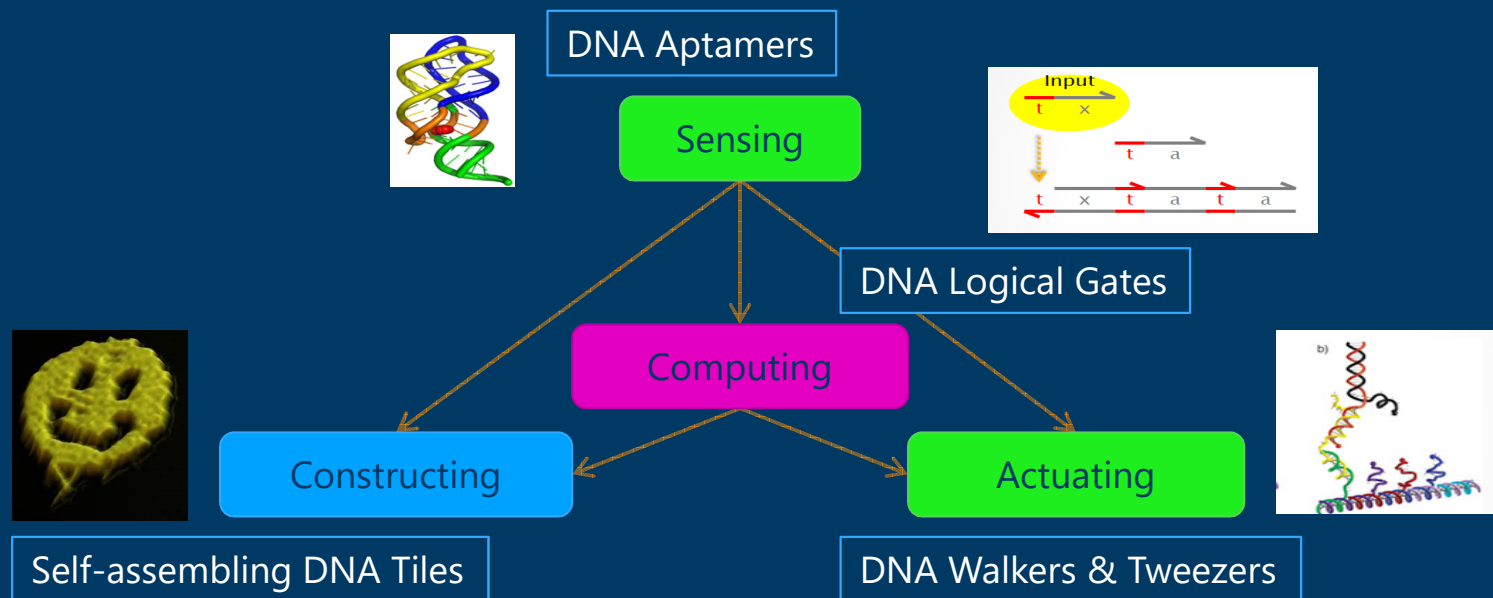 DNA Aptamers
Sensing
Input
t x
t a
t x t a t a
DNA Logical Gates
Computing
b)
Constructing
Actuating
Self-assembling DNA Tiles
DNA Walkers & Tweezers